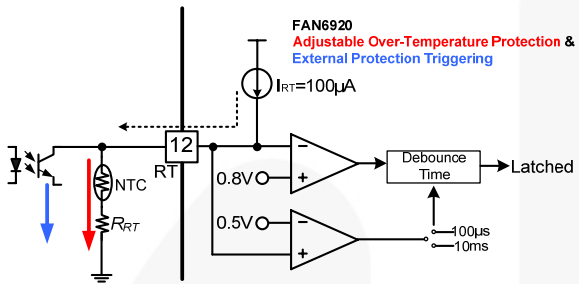 FAN6920
Adjustable Over-Temperature Protection &
External Protection Triggering
IRT=100µA
12
RT
NTC
RRT
0.8V
0.5V
−
+
−
+
Debounce
Time
Latched
100µs
10ms